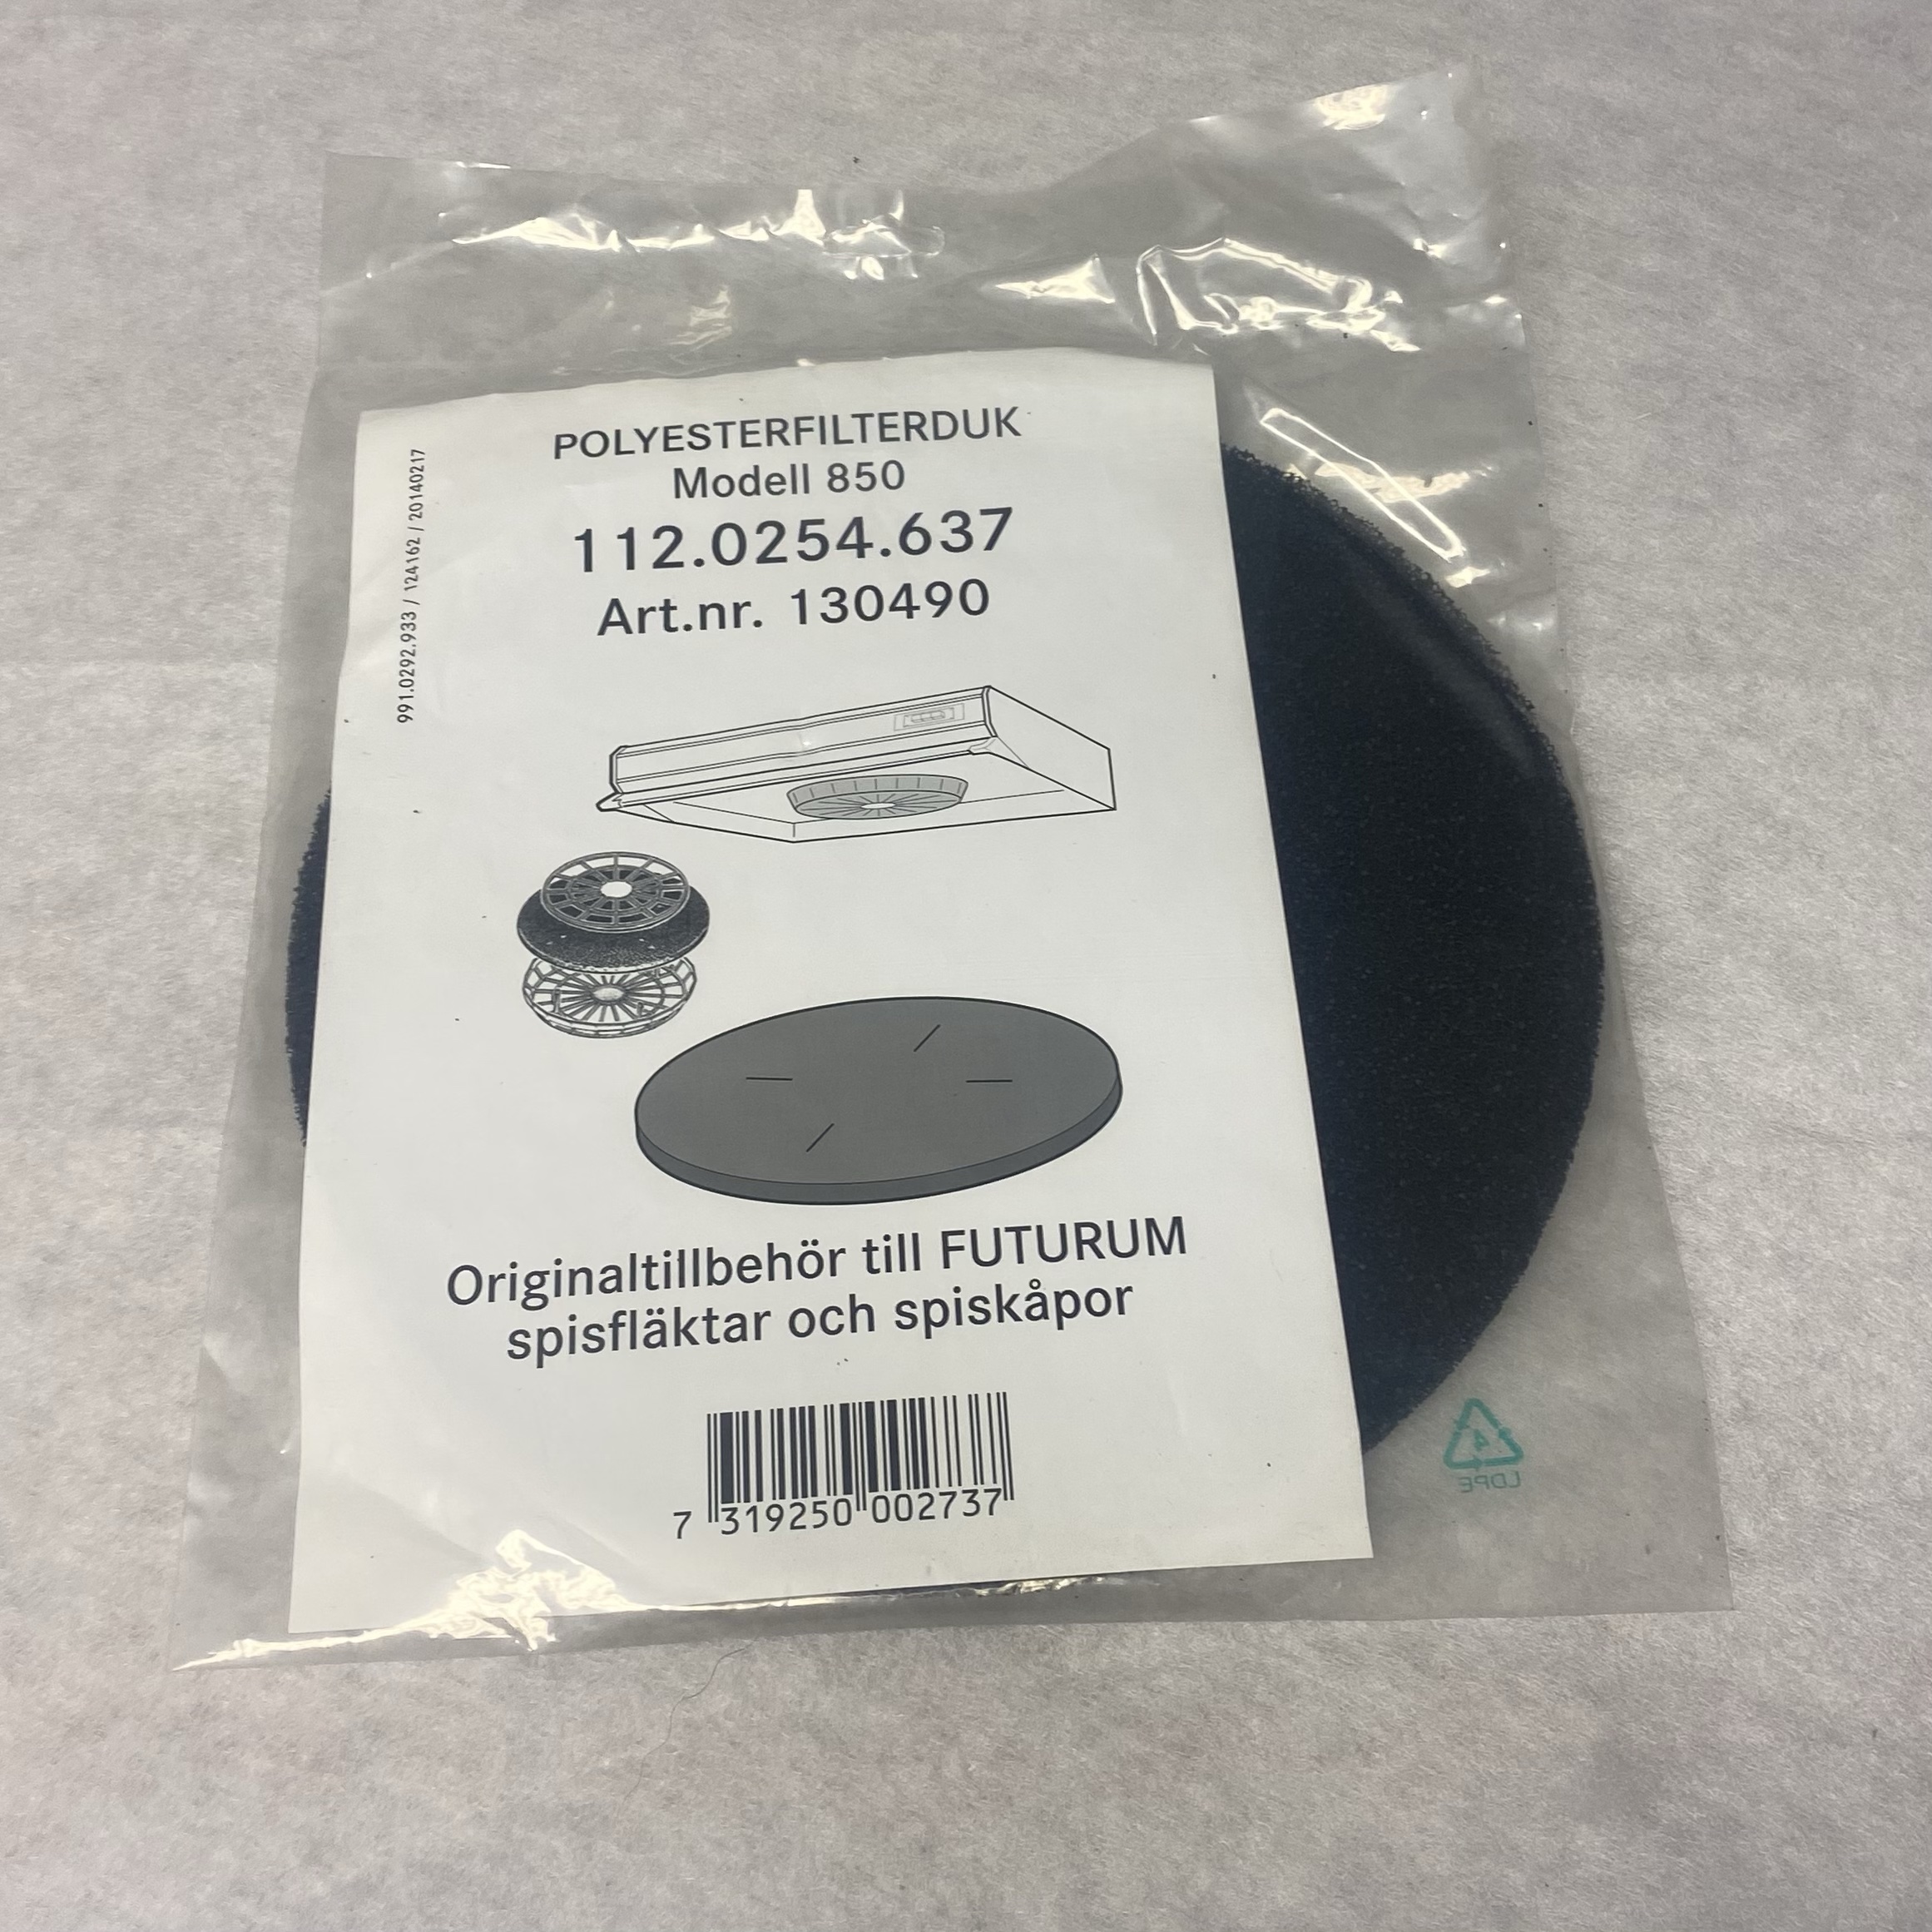 POLYESTERFILTERDUK
Modell 850
112.0254.637
Art.nr. 130490
991.0292.933 / 124162 / 20140217
Originaltillbehör till FUTURUM
spisfläktar och spiskåpor
7 319250 002737
4
LDPE